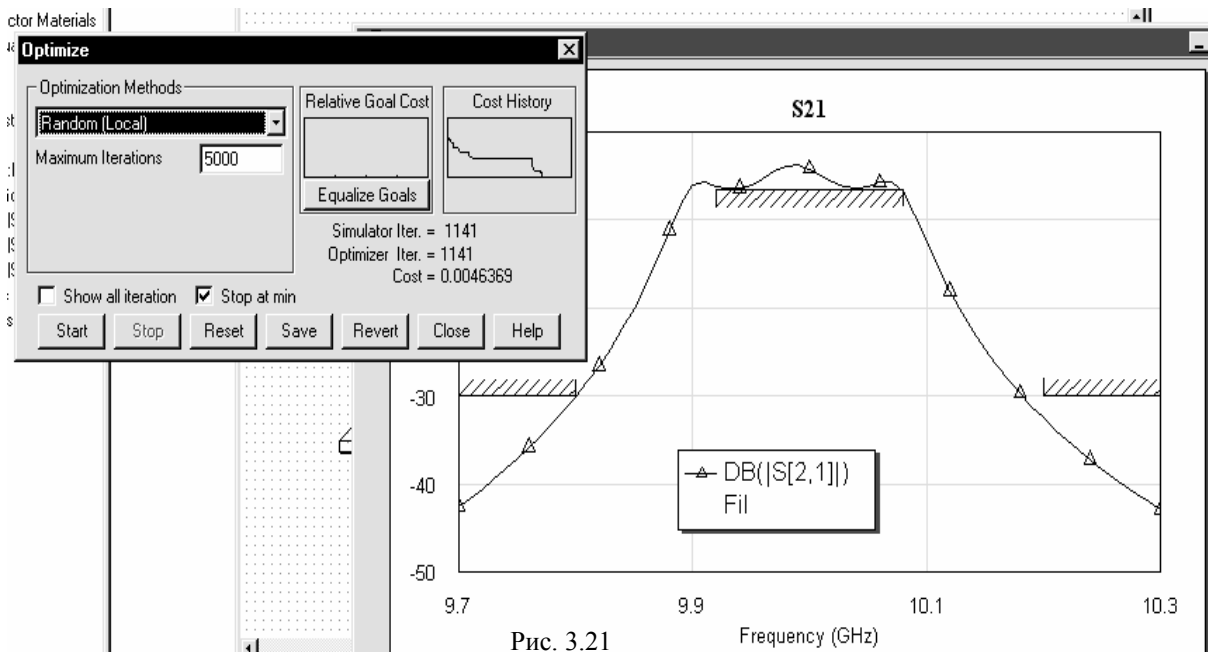 ctor Materials
Optimize
Optimization Methods
Random (Local)
Maximum Iterations 5000
Relative Goal Cost
Equalize Goals
Cost History
Simulator Iter. = 1141
Optimizer Iter. = 1141
Cost = 0.0046369
Show all iteration Stop at min
Start Stop Reset Save Revert Close Help
S21
-30
-40
-50
DB(|S[2,1]|)
Fil
9.7 9.9 10.1 10.3
Frequency (GHz)
Рис. 3.21